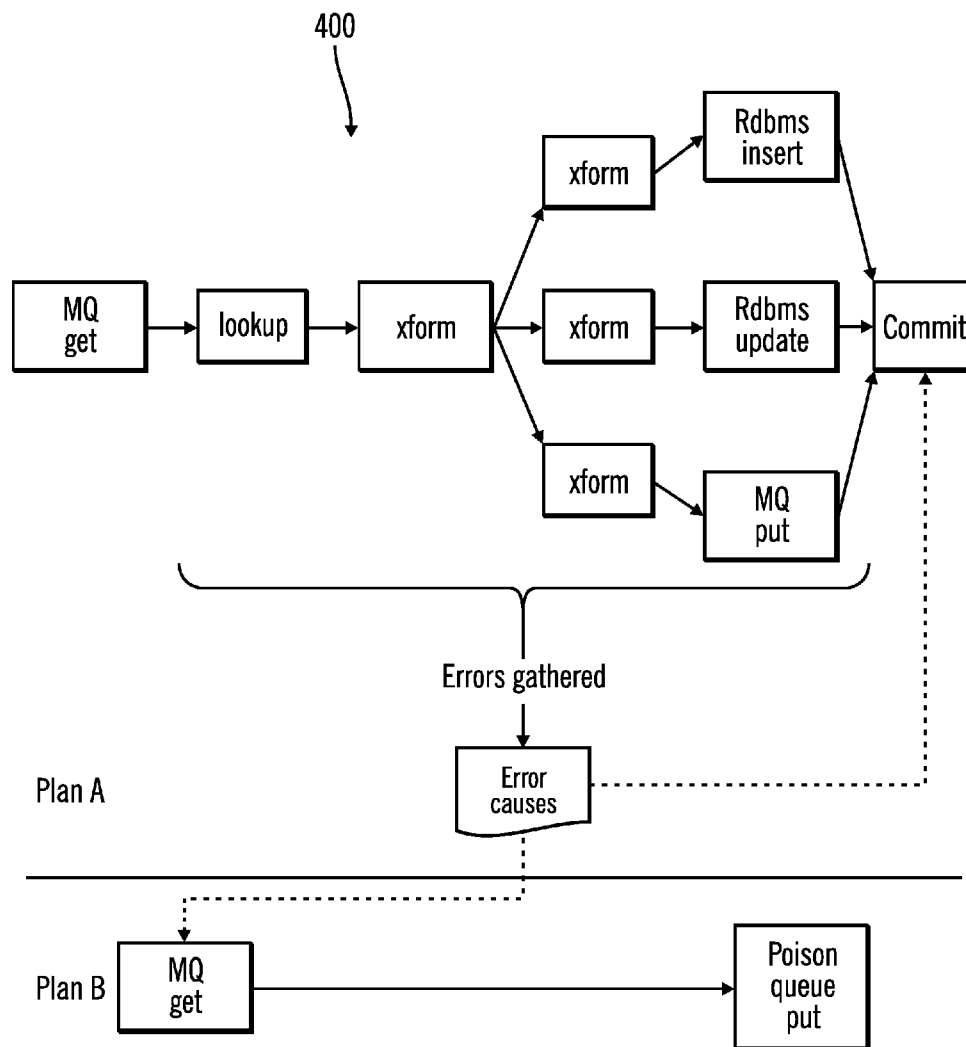 400
Rdbms
insert
xform
MQ
get
lookup
xform
xform
Rdbms
update
Commit
xform
MQ
put
Errors gathered
Error
causes
Plan A
Plan B
MQ
get
Poison
queue
put